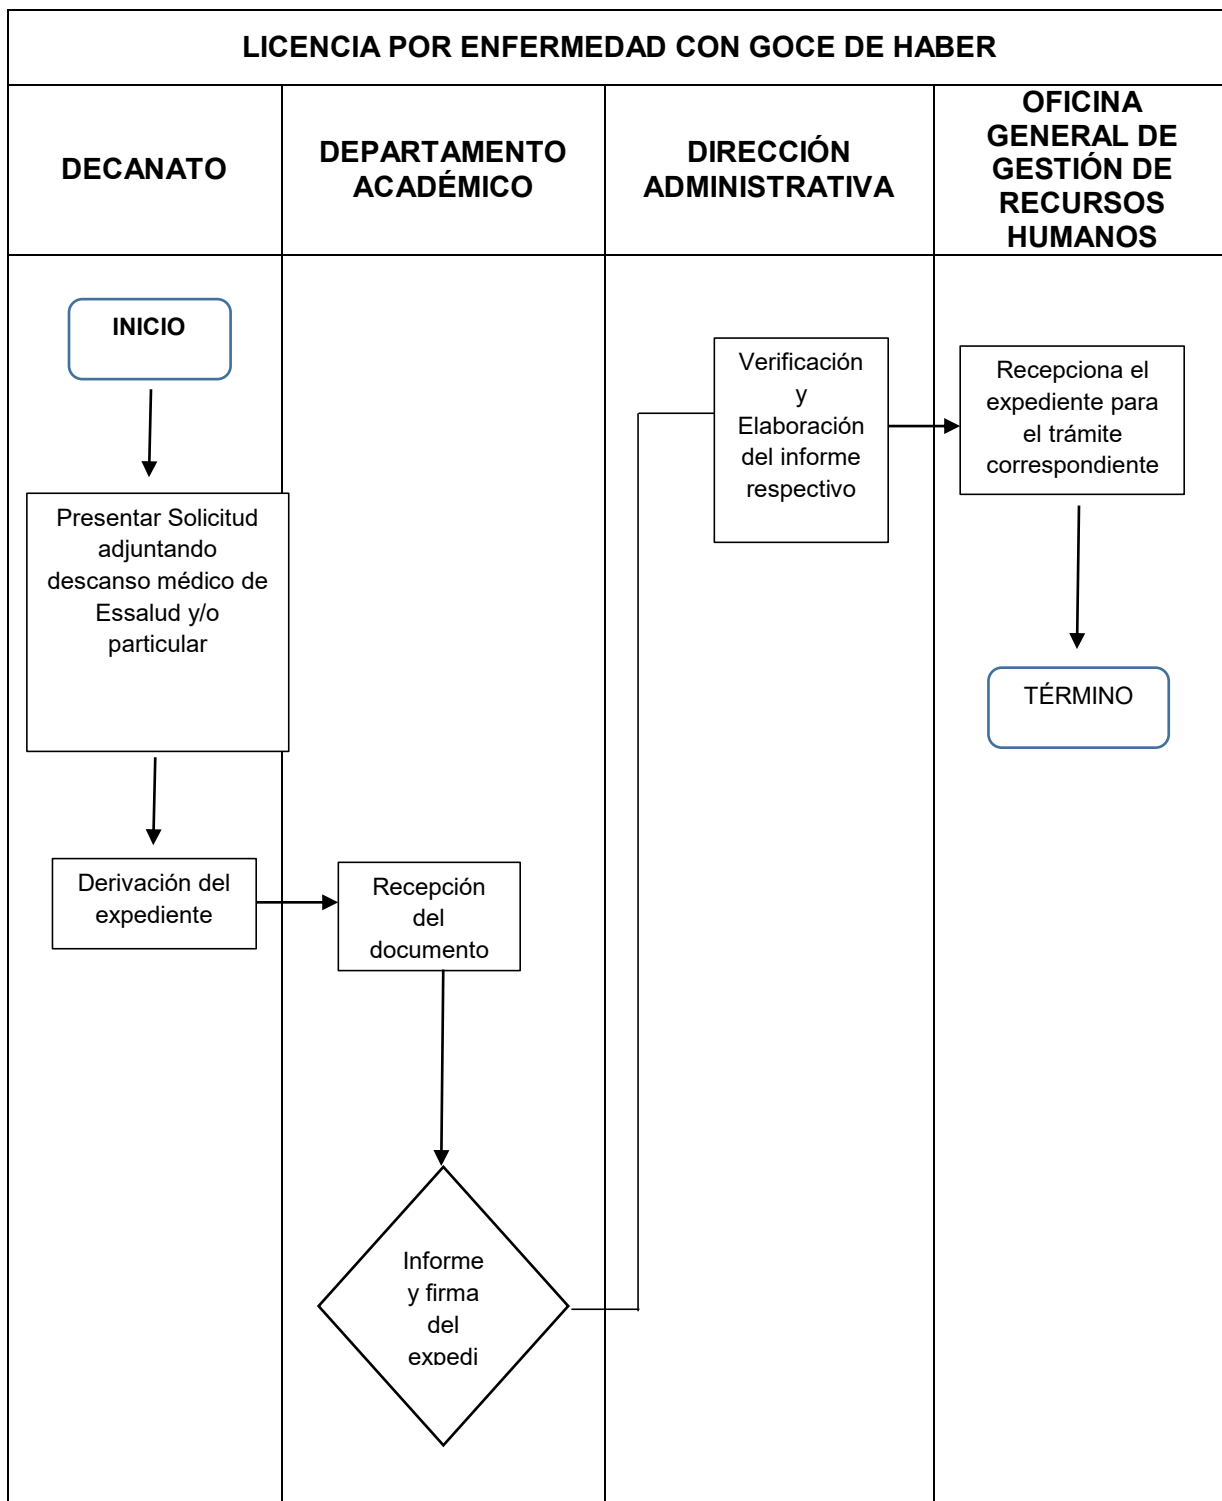 LICENCIA POR ENFERMEDAD CON GOCE DE HABER
DECANATO
DEPARTAMENTO
ACADÉMICO
DIRECCIÓN
ADMINISTRATIVA
OFICINA
GENERAL DE
GESTIÓN DE
RECURSOS
HUMANOS
INICIO
Presentar Solicitud
adjuntando
descanso médico de
Essalud y/o
particular
Derivación del
expediente
Recepción
del
documento
Informe
y firma
del
expedi
Verificación
y
Elaboración
del informe
respectivo
Recepciona el
expediente para
el trámite
correspondiente
TÉRMINO